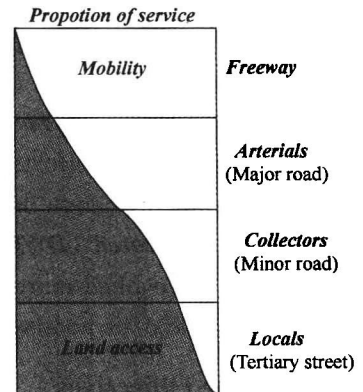 Propotion of service
Mobility
Freeway
Arterials
(Major road)
Collectors
(Minor road)
Land access
Locals
(Tertiary street)